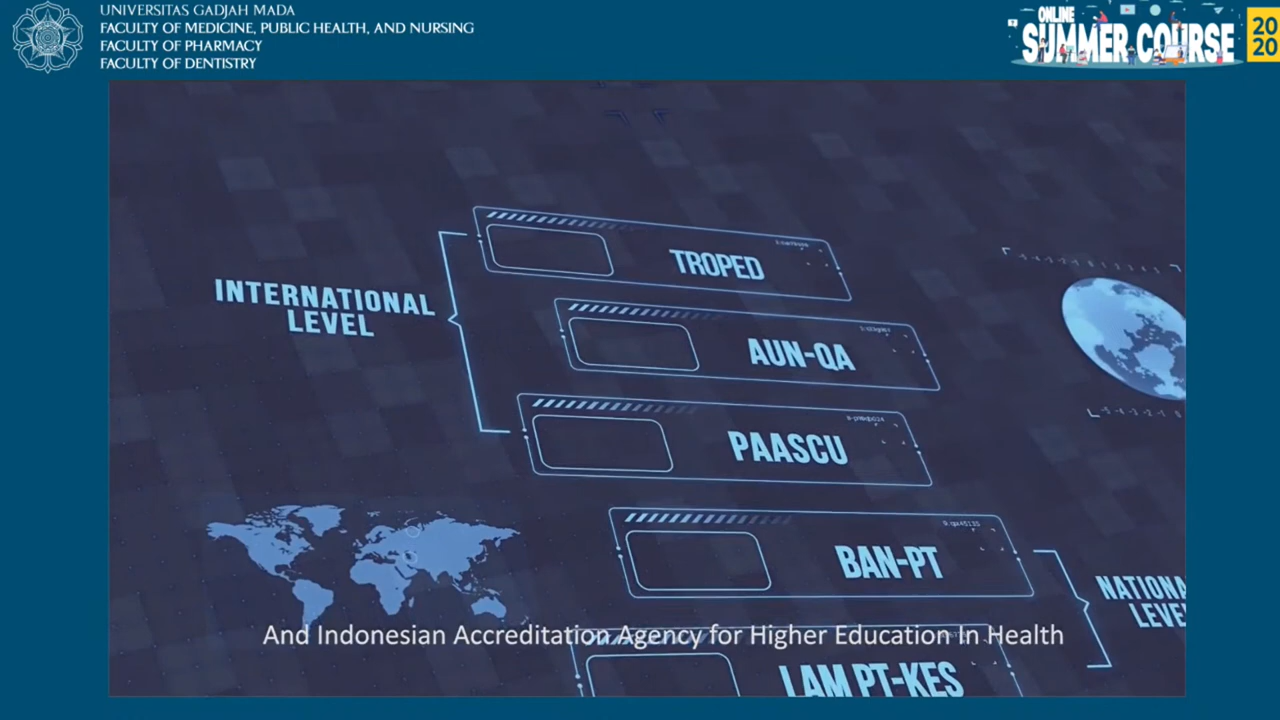 UNIVERSITAS GADJAH MADA
FACULTY OF MEDICINE, PUBLIC HEALTH, AND NURSING
FACULTY OF PHARMACY
FACULTY OF DENTISTRY
ONLINE
SUMMER COURSE
20
20
INTERNATIONAL
LEVEL
TROPED
AUN-QA
PAASCU
BAN-PT
NATIONA
LEVE
And Indonesian Accreditation Agency for Higher Education In Health
LAM PT-KES